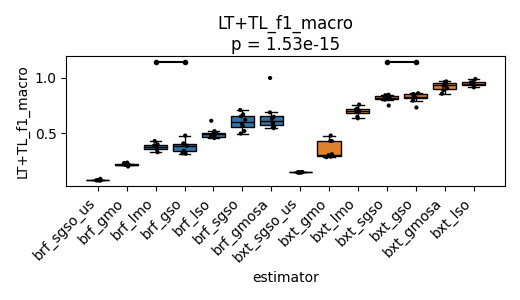 LT+TL_f1_macro
p = 1.53e-15
LT+TL_f1_macro
1.0
0.5
brf_sgso_us
brf_gmo
brf_lmo
brf_gso
brf_lso
brf_sgso
brf_gmosa
bxt_sgso_us
bxt_gmo
bxt_lmo
bxt_sgso
bxt_gso
bxt_gmosa
bxt_lso
estimator